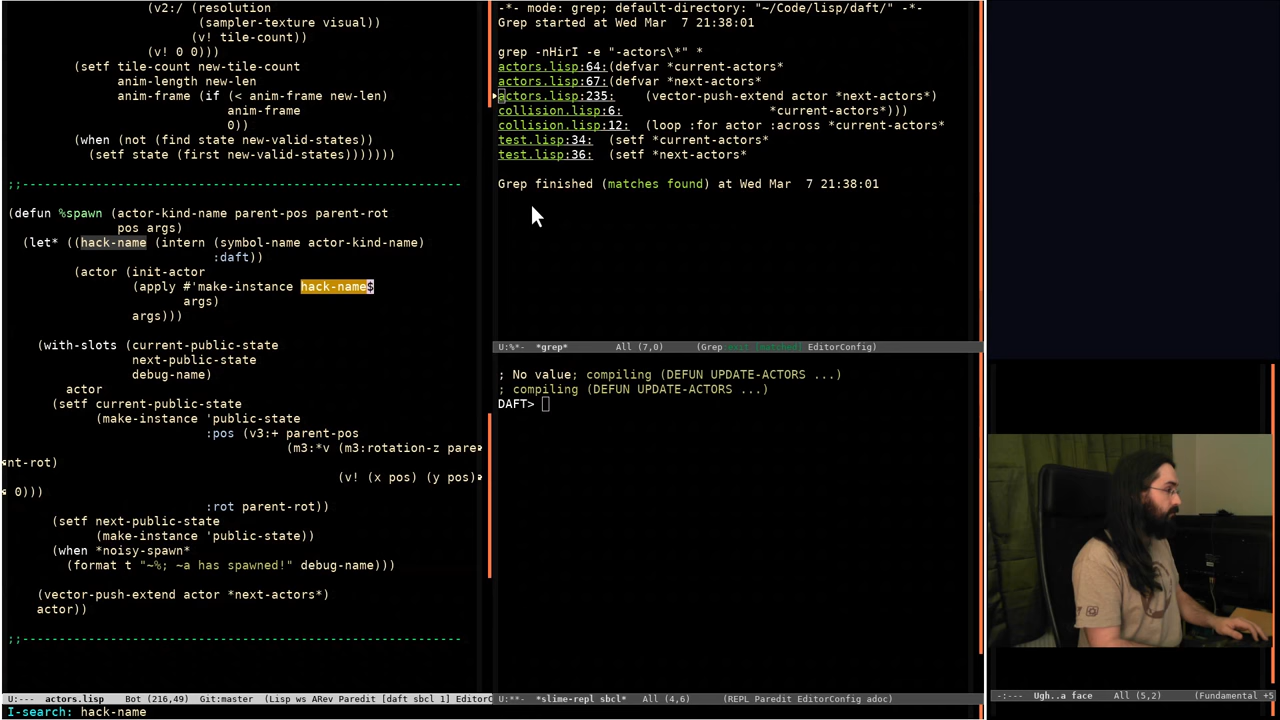 (v2:/ (resolution
(sampler-texture visual))
(v! tile-count))
(v! 0 0)))
(setf tile-count new-tile-count
anim-length new-len
anim-frame (if (< anim-frame new-len)
anim-frame
0))
(when (not (find state new-valid-states))
(setf state (first new-valid-states)))))))
;;------------------------------------------------------------
(defun %spawn (actor-kind-name parent-pos parent-rot
pos args)
(let* ((hack-name (intern (symbol-name actor-kind-name)
:daft))
(actor (init-actor
(apply #'make-instance hack-name$
args)
args)))
(with-slots (current-public-state
next-public-state
debug-name)
actor
(setf current-public-state
(make-instance 'public-state
:pos (v3:+ parent-pos
(m3:*v (m3:rotation-z pare
nt-rot)
(v! (x pos) (y pos)
0)))
:rot parent-rot))
(setf next-public-state
(make-instance 'public-state))
(when *noisy-spawn*
(format t "~%; ~a has spawned!" debug-name)))
(vector-push-extend actor *next-actors*)
actor))
;;------------------------------------------------------------
U:--- actors.lisp Bot (216,49) Git:master (Lisp ws ARev Paredit [daft sbcl 1] EditorC
I-search: hack-name
-*- mode: grep; default-directory: "~/Code/lisp/daft/" -*-
Grep started at Wed Mar 7 21:38:01
grep -nHirI -e "-actors\*" *
actors.lisp:64:(defvar *current-actors*
actors.lisp:67:(defvar *next-actors*
actors.lisp:235: (vector-push-extend actor *next-actors*)
collision.lisp:6: *current-actors*)))
collision.lisp:12: (loop :for actor :across *current-actors*
test.lisp:34: (setf *current-actors*
test.lisp:36: (setf *next-actors*
Grep finished (matches found) at Wed Mar 7 21:38:01
U:%*- *grep* All (7,0) (Grep:exit [matched] EditorConfig)
; No value; compiling (DEFUN UPDATE-ACTORS ...)
; compiling (DEFUN UPDATE-ACTORS ...)
DAFT>
U:**- *slime-repl sbcl* All (4,6) (REPL Paredit EditorConfig adoc)
-:--- Ugh..a face All (5,2) (Fundamental +5